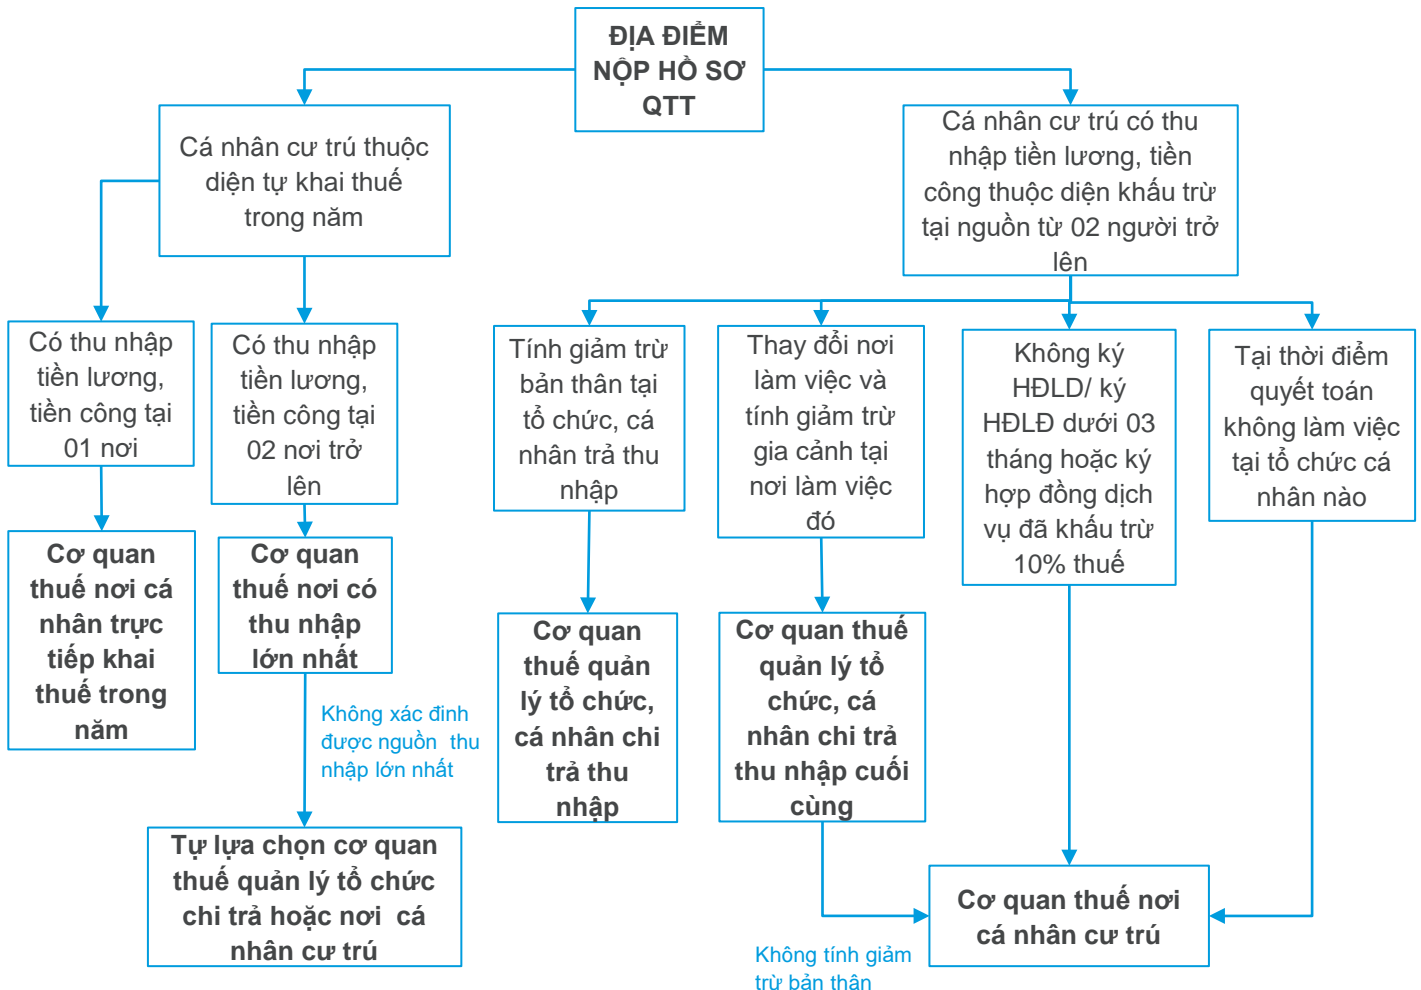 ĐỊA ĐIỂM
NỘP HỒ SƠ
QTT
Cá nhân cư trú thuộc
diện tự khai thuế
trong năm
Cá nhân cư trú có thu
nhập tiền lương, tiền
công thuộc diện khấu trừ
tại nguồn từ 02 người trở
lên
Có thu nhập
tiền lương,
tiền công tại
01 nơi
Có thu nhập
tiền lương,
tiền công tại
02 nơi trở
lên
Tính giảm trừ
bản thân tại
tổ chức, cá
nhân trả thu
nhập
Thay đổi nơi
làm việc và
tính giảm trừ
gia cảnh tại
nơi làm việc
đó
Không ký
HĐLD/ ký
HĐLĐ dưới 03
tháng hoặc ký
hợp đồng dịch
vụ đã khấu trừ
10% thuế
Tại thời điểm
quyết toán
không làm việc
tại tổ chức cá
nhân nào
Cơ quan
thuế nơi cá
nhân trực
tiếp khai
thuế trong
năm
Cơ quan
thuế nơi có
thu nhập
lớn nhất
Cơ quan
thuế quản
lý tổ chức,
cá nhân chi
trả thu
nhập
Cơ quan thuế
quản lý tổ
chức, cá
nhân chi trả
thu nhập cuối
cùng
Không xác đinh
được nguồn  thu
nhập lớn nhất
Tự lựa chọn cơ quan
thuế quản lý tổ chức
chi trả hoặc nơi  cá
nhân cư trú
Cơ quan thuế nơi
cá nhân cư trú
Không tính giảm
trừ bản thân